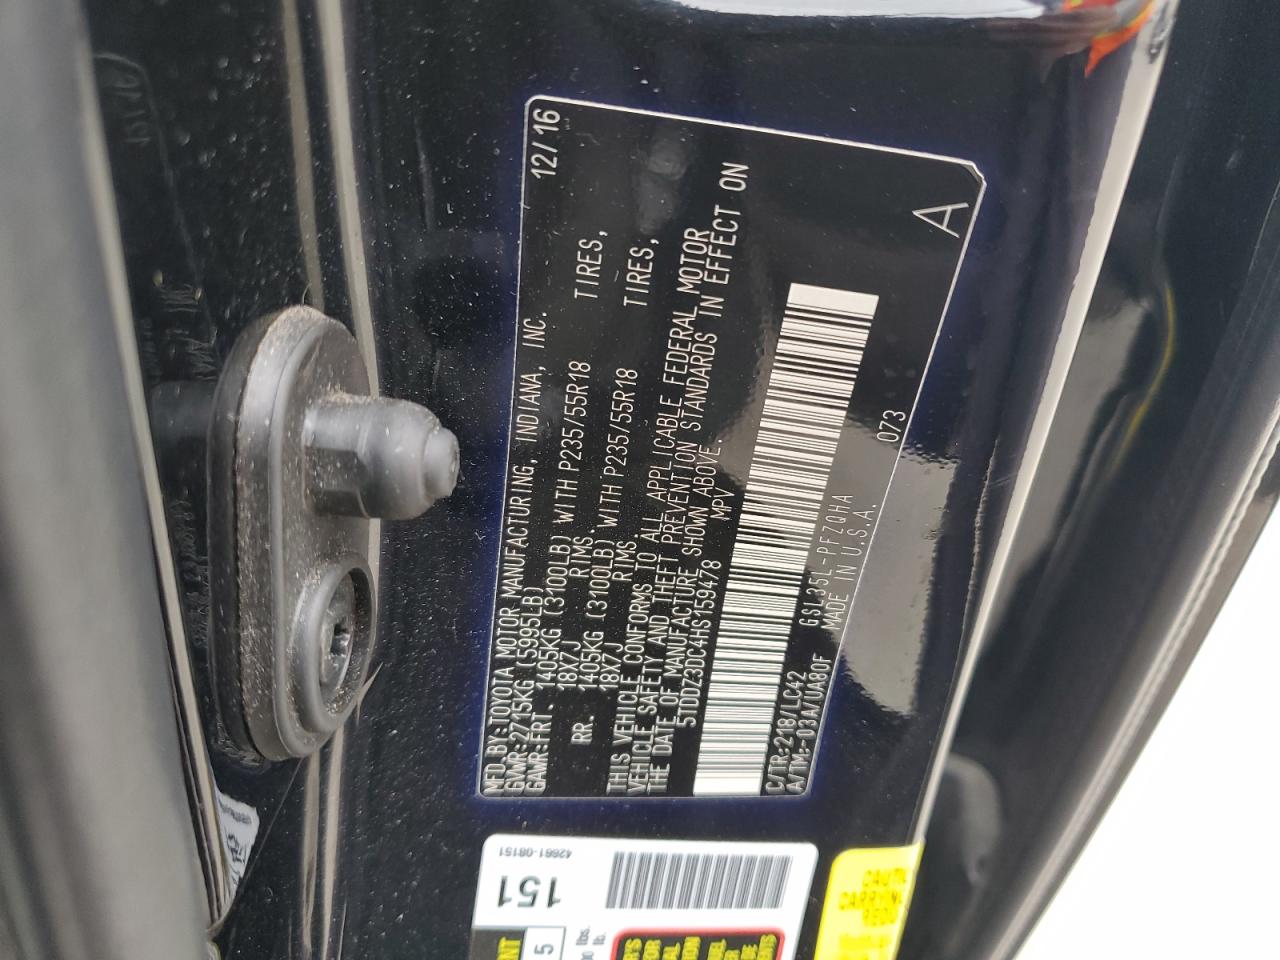 MFD.BY:TOYOTA MOTOR MANUFACTURING, INDIANA, INC. 12/16
GVWR:2715KG(5995LB)
GAWR:FRT. 1405KG(3100LB) WITH P235/55R18 TIRES,
18X7J RIMS
RR. 1405KG(3100LB) WITH P235/55R18 TIRES,
18X7J RIMS
THIS VEHICLE CONFORMS TO ALL APPLICABLE FEDERAL MOTOR
VEHICLE SAFETY AND THEFT PREVENTION STANDARDS IN EFFECT ON
THE DATE OF MANUFACTURE SHOWN ABOVE.
5TDDZ3DC4HS159478 MPV
C/TR:218/LC42 GSL35L-PFZQHA 073
A/TM:-03A/UA80F MADE IN U.S.A.
A
42661-08151
151
5
CARRYIN